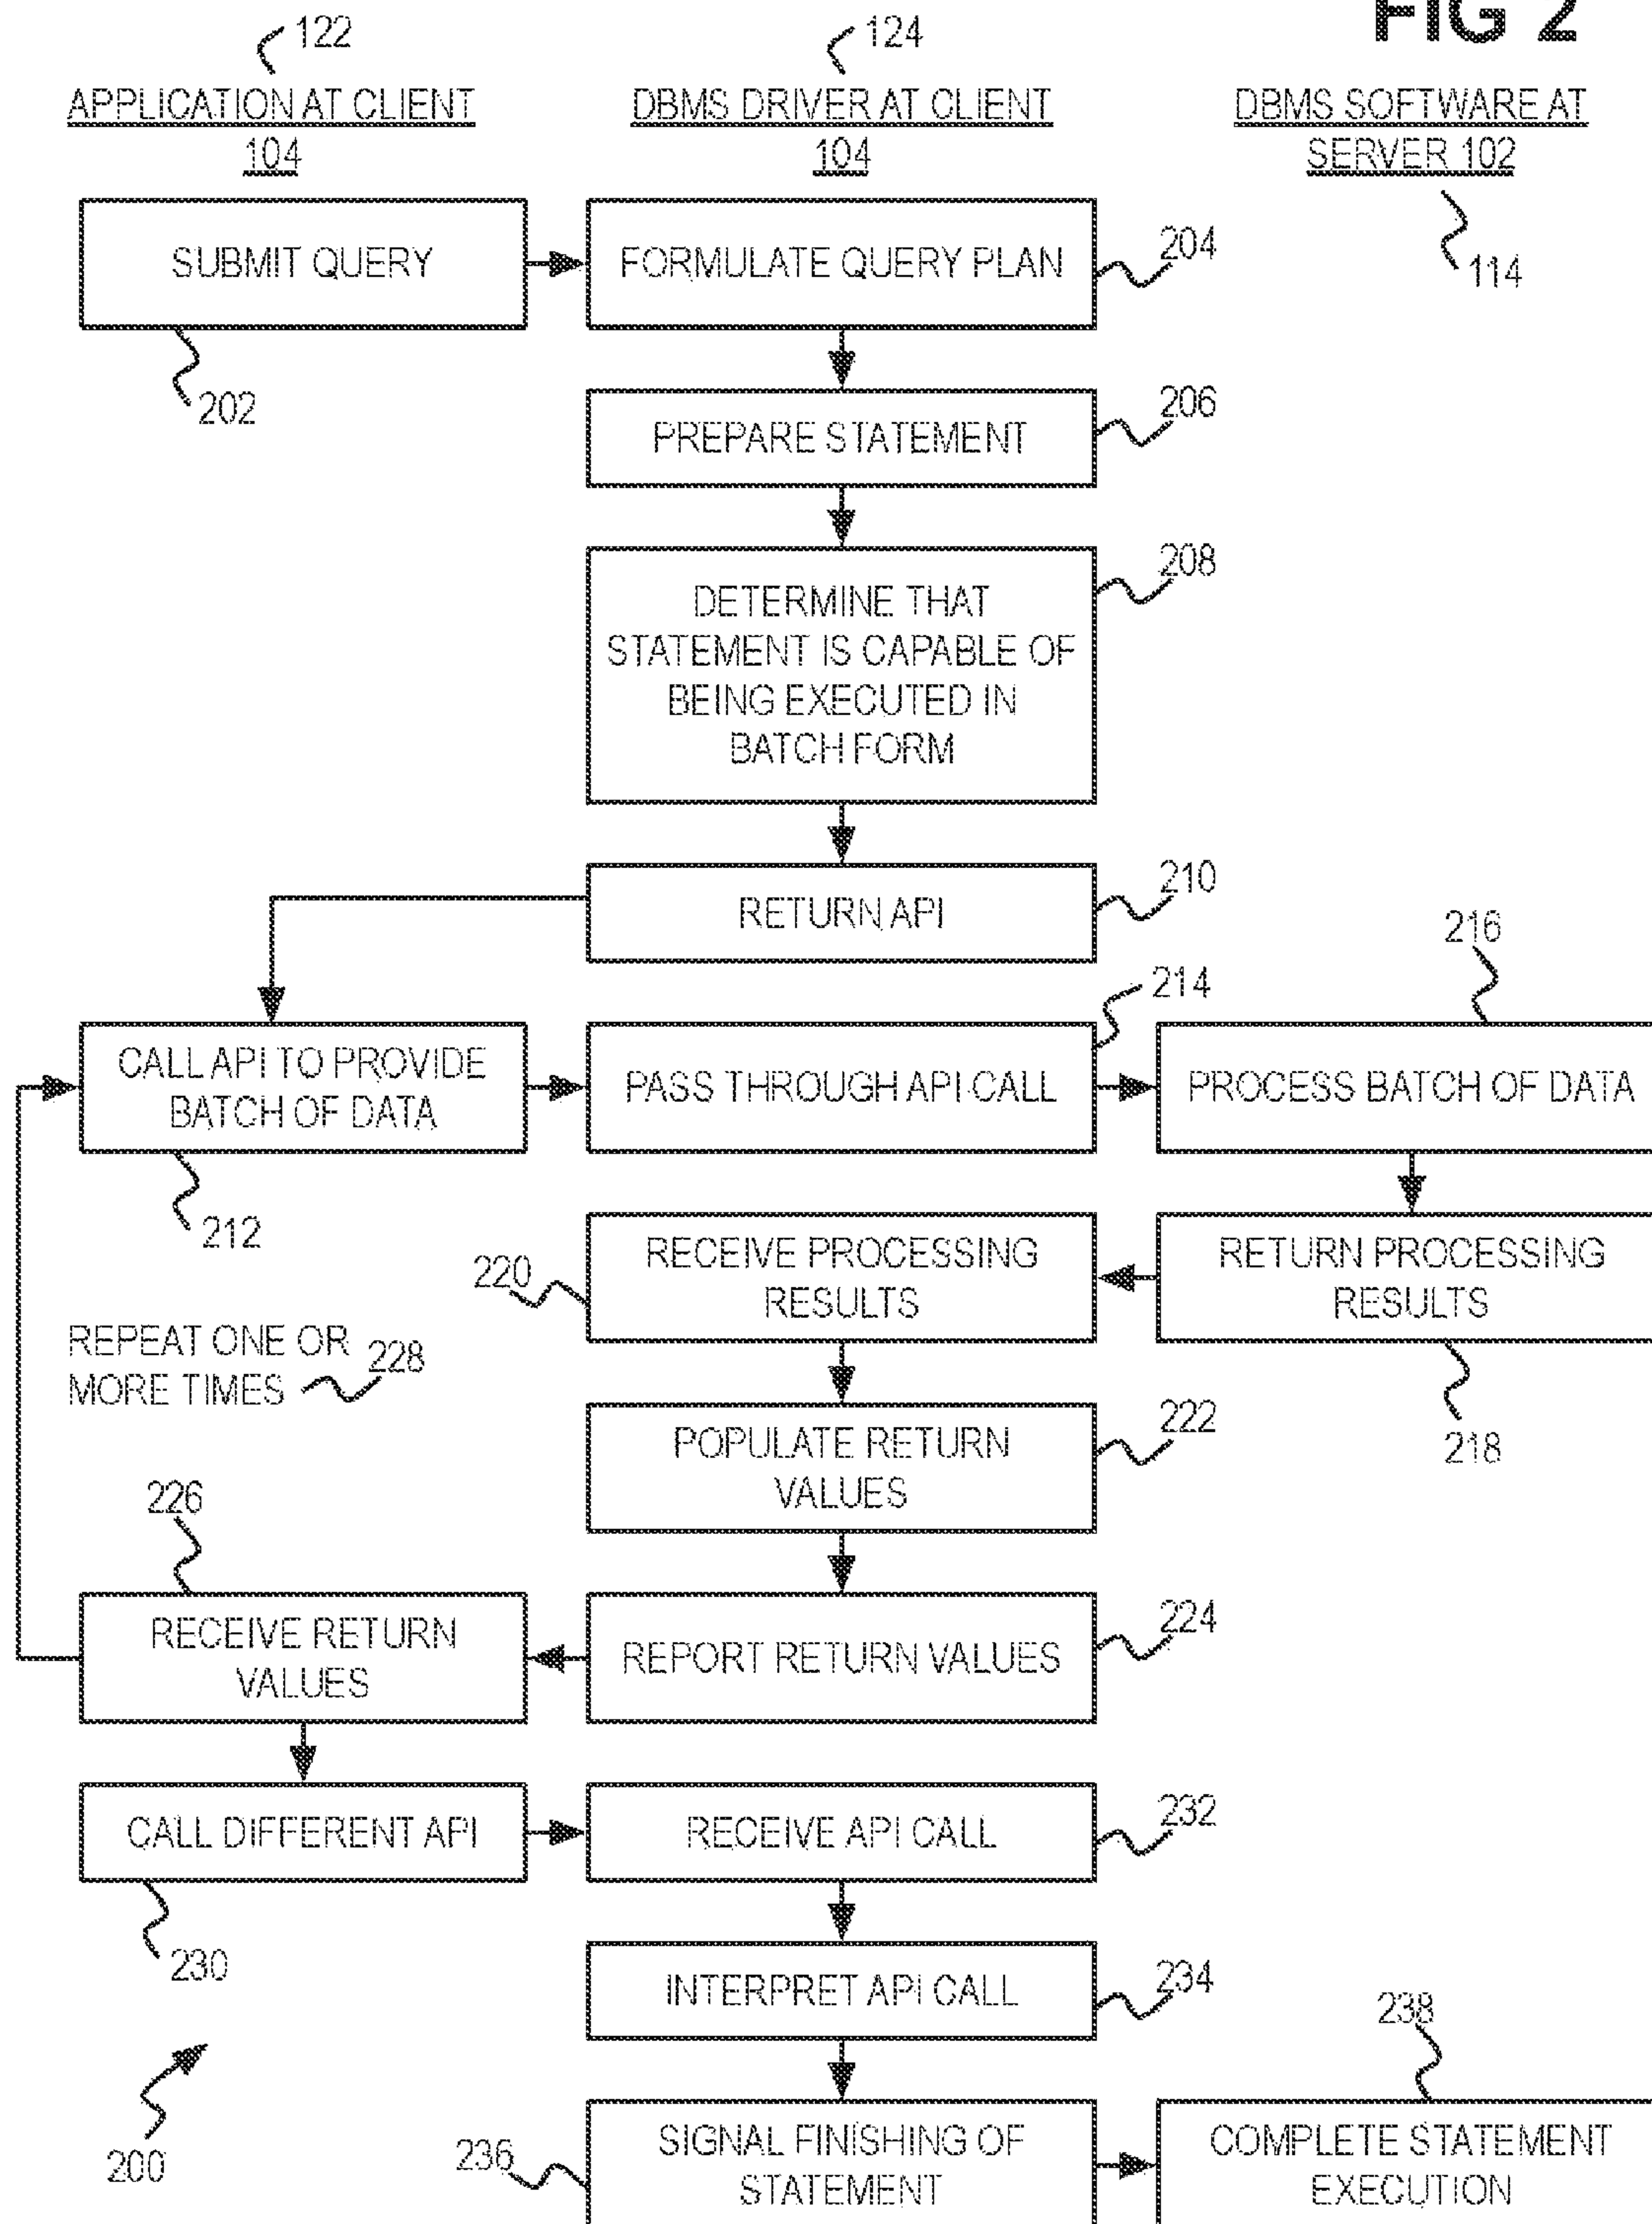 FIG 2
122
124
APPLICATION AT CLIENT
104
DBMS DRIVER AT CLIENT
104
DBMS SOFTWARE AT
SERVER 102
114
SUBMIT QUERY
202
FORMULATE QUERY PLAN
204
PREPARE STATEMENT
206
DETERMINE THAT
STATEMENT IS CAPABLE OF
BEING EXECUTED IN
BATCH FORM
208
RETURN API
210
CALL API TO PROVIDE
BATCH OF DATA
212
PASS THROUGH API CALL
214
PROCESS BATCH OF DATA
216
RETURN PROCESSING
RESULTS
218
RECEIVE PROCESSING
RESULTS
220
REPEAT ONE OR
MORE TIMES
228
POPULATE RETURN
VALUES
222
REPORT RETURN VALUES
224
RECEIVE RETURN
VALUES
226
CALL DIFFERENT API
230
RECEIVE API CALL
232
INTERPRET API CALL
234
SIGNAL FINISHING OF
STATEMENT
236
COMPLETE STATEMENT
EXECUTION
238
200